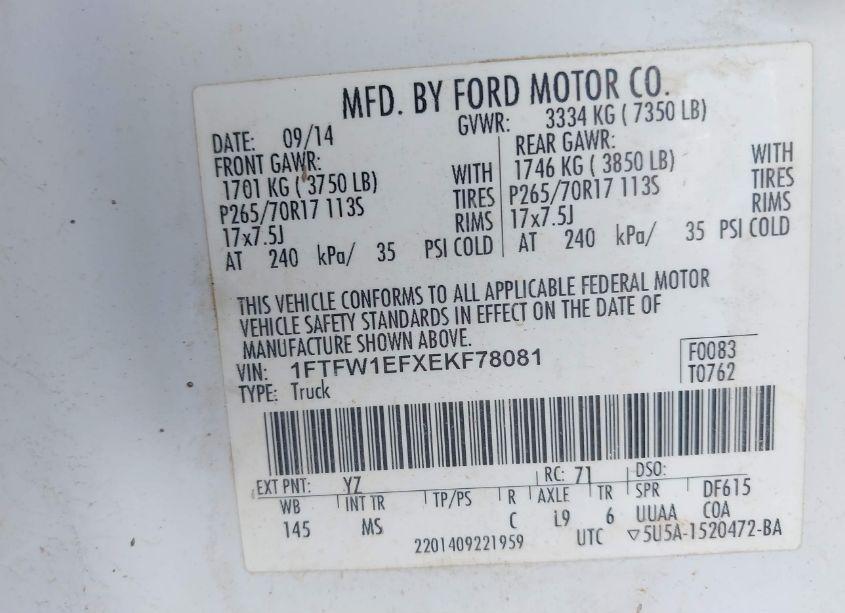 MFD. BY FORD MOTOR CO.
DATE: 09/14 GVWR: 3334 KG ( 7350 LB)
FRONT GAWR: REAR GAWR:
1701 KG ( 3750 LB) WITH 1746 KG ( 3850 LB) WITH
P265/70R17 113S TIRES P265/70R17 113S TIRES
17x7.5J RIMS 17x7.5J RIMS
AT 240 kPa/ 35 PSI COLD AT 240 kPa/ 35 PSI COLD
THIS VEHICLE CONFORMS TO ALL APPLICABLE FEDERAL MOTOR
VEHICLE SAFETY STANDARDS IN EFFECT ON THE DATE OF
MANUFACTURE SHOWN ABOVE.
VIN: 1FTFW1EFXEKF78081 F0083
TYPE: Truck T0762
EXT PNT: YZ RC: 71 DSO:
WB INT TR TP/PS R AXLE TR SPR DF615
145 MS C L9 6 UUAA COA
2201409221959 UTC ▽5U5A-1520472-BA